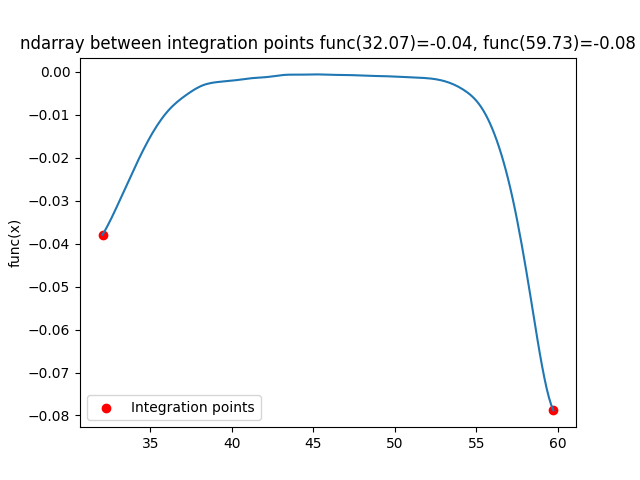 ndarray between integration points func(32.07)=-0.04, func(59.73)=-0.08
0.00
−0.01
−0.02
−0.03
−0.04
−0.05
−0.06
−0.07
−0.08
func(x)
Integration points
35 40 45 50 55 60